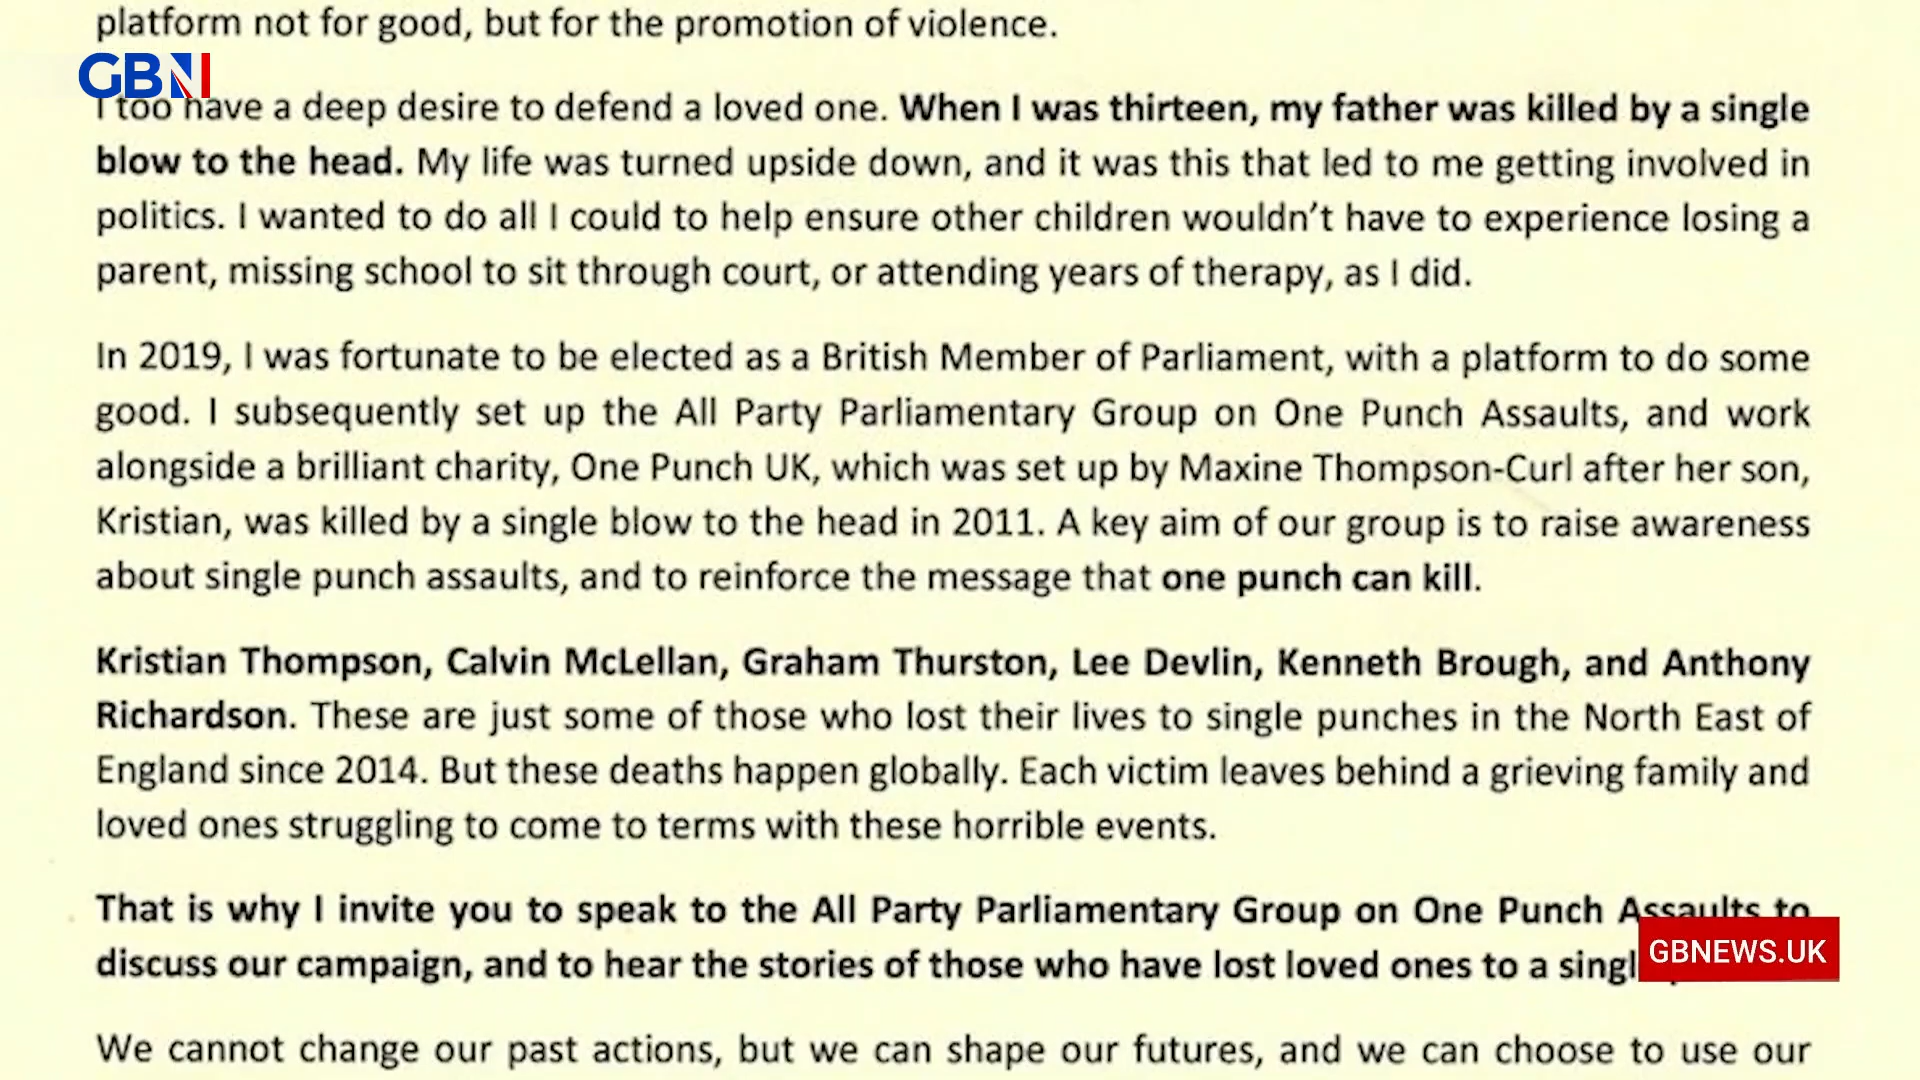 platform not for good, but for the promotion of violence.
GBN
I too have a deep desire to defend a loved one. When I was thirteen, my father was killed by a single
blow to the head. My life was turned upside down, and it was this that led to me getting involved in
politics. I wanted to do all I could to help ensure other children wouldn’t have to experience losing a
parent, missing school to sit through court, or attending years of therapy, as I did.
In 2019, I was fortunate to be elected as a British Member of Parliament, with a platform to do some
good. I subsequently set up the All Party Parliamentary Group on One Punch Assaults, and work
alongside a brilliant charity, One Punch UK, which was set up by Maxine Thompson-Curl after her son,
Kristian, was killed by a single blow to the head in 2011. A key aim of our group is to raise awareness
about single punch assaults, and to reinforce the message that one punch can kill.
Kristian Thompson, Calvin McLellan, Graham Thurston, Lee Devlin, Kenneth Brough, and Anthony
Richardson. These are just some of those who lost their lives to single punches in the North East of
England since 2014. But these deaths happen globally. Each victim leaves behind a grieving family and
loved ones struggling to come to terms with these horrible events.
That is why I invite you to speak to the All Party Parliamentary Group on One Punch Assaults to
discuss our campaign, and to hear the stories of those who have lost loved ones to a
GBNEWS.UK
We cannot change our past actions, but we can shape our futures, and we can choose to use our